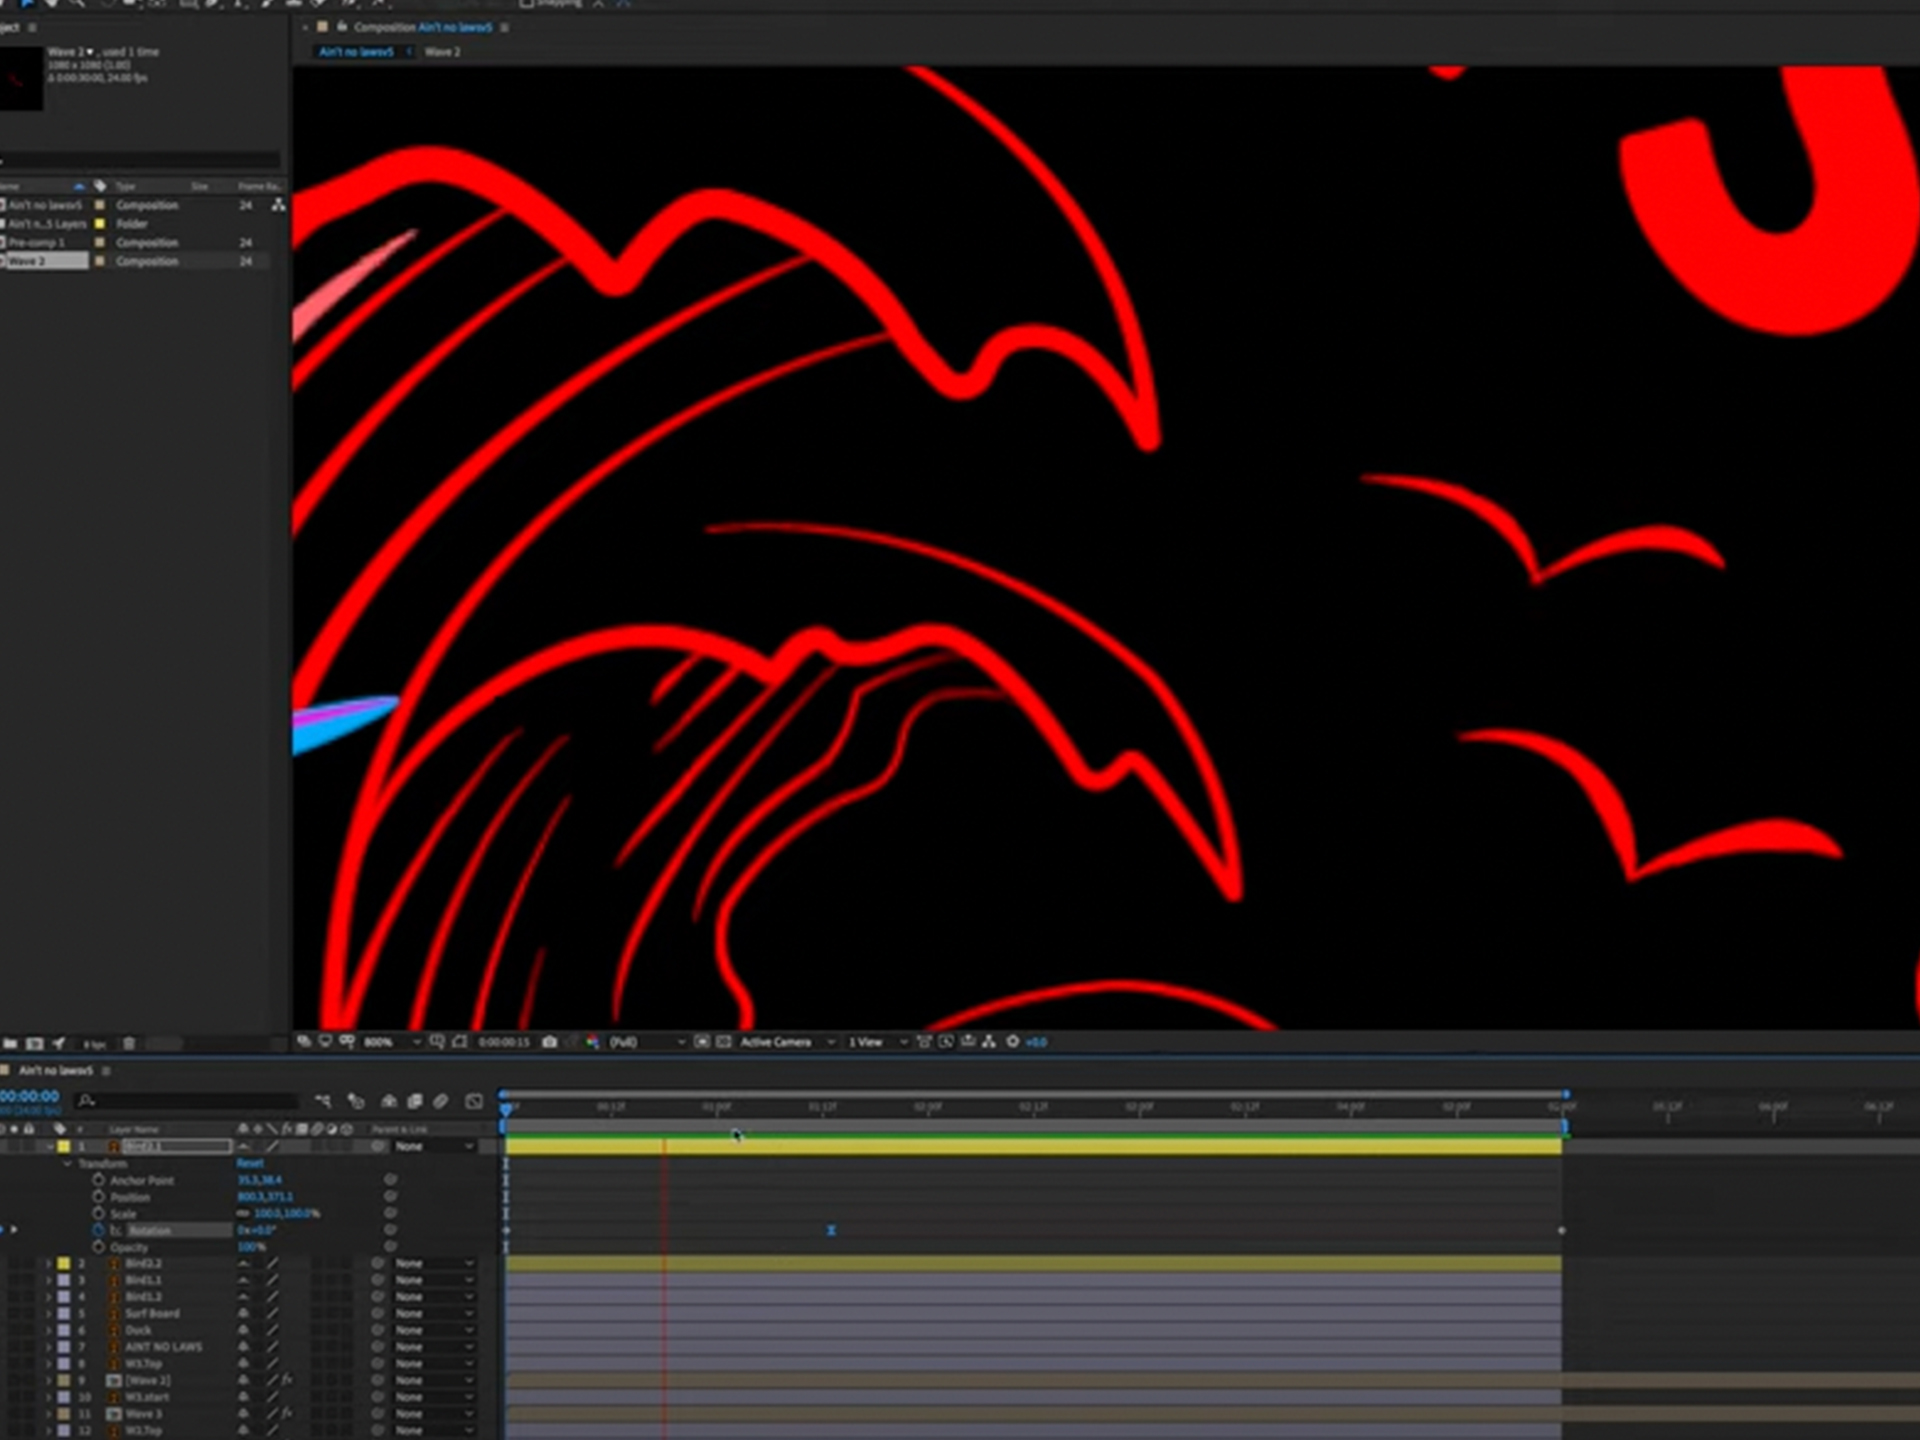 Composition Ain't no lawsv5
Ain't no lawsv5 Wave 2
Wave 2 , used 1 time
1080 x 1080 (1.00)
Δ 0:00:30:00, 24.00 fps
Type Size Frame Ra..
Ain't no lawsv5 Composition 24
Ain't n...5 Layers Folder
Pre-comp 1 Composition 24
Wave 2 Composition 24
8 bpc 800% 0:00:00:15 (Full) Active Camera 1 View +0.0
Ain't no lawsv5
00:00:00
# Layer Name Parent & Link
1 Bird2.1 None
Transform Reset
Anchor Point 35.3,38.4
Position 800.3,371.1
Scale 100.0,100.0%
Rotation 0x+0.0°
Opacity 100%
2 Bird2.2 None
3 Bird1.1 None
4 Bird1.2 None
5 Surf Board None
6 Duck None
7 AINT NO LAWS None
8 W3.Top None
9 [Wave 2] None
10 W3.start None
11 Wave 3 None
12 W3.Top None